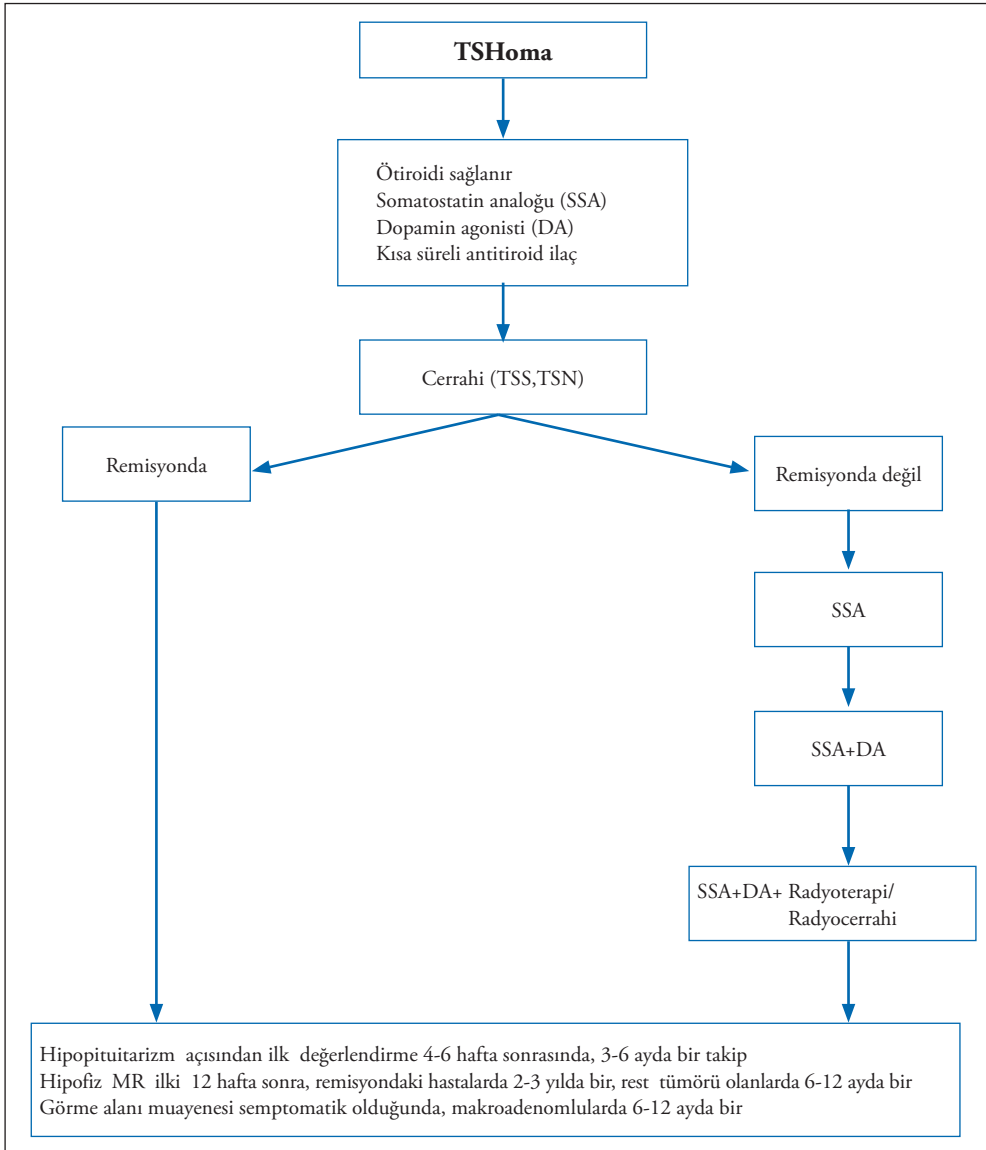 TSHoma
Ötiroidi sağlanır
Somatostatin analoğu (SSA)
Dopamin agonisti (DA)
Kısa süreli antitiroid ilaç
Cerrahi (TSS,TSN)
Remisyonda
Remisyonda değil
SSA
SSA+DA
SSA+DA+ Radyoterapi/
Radyocerrahi
Hipopituitarizm açısından ilk değerlendirme 4-6 hafta sonrasında, 3-6 ayda bir takip
Hipofiz MR ilki 12 hafta sonra, remisyondaki hastalarda 2-3 yılda bir, rest tümörü olanlarda 6-12 ayda bir
Görme alanı muayenesi semptomatik olduğunda, makroadenomlularda 6-12 ayda bir